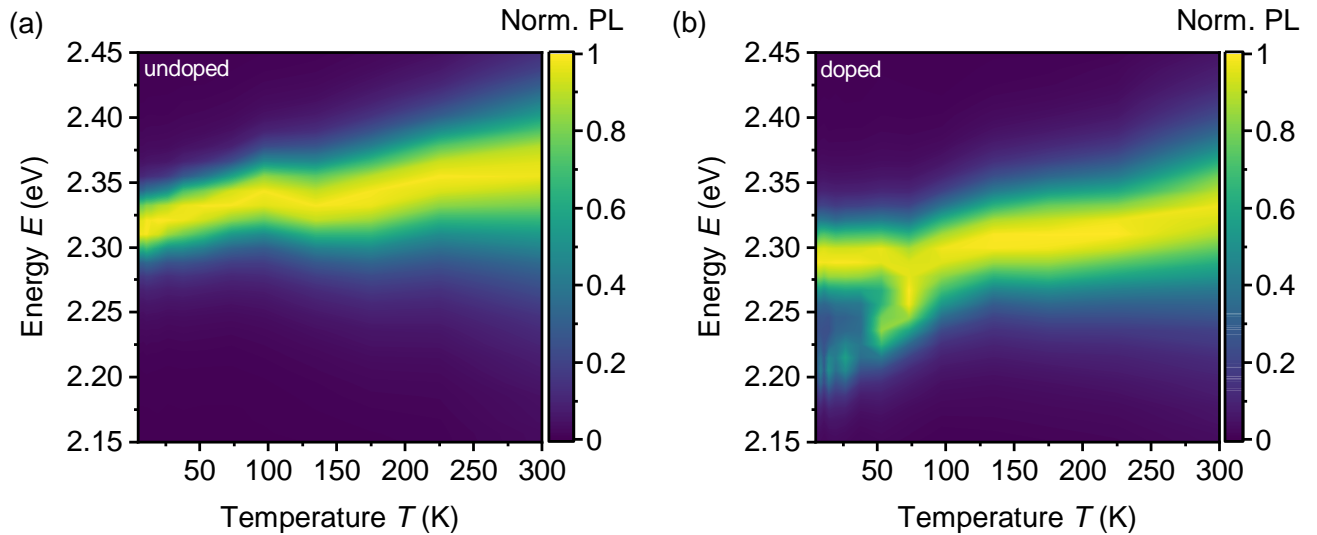 (a)
Norm. PL
2.45
2.40
2.35
2.30
2.25
2.20
2.15
Energy E (eV)
undoped
1
0.8
0.6
0.4
0.2
0
50 100 150 200 250 300
Temperature T (K)
(b)
Norm. PL
2.45
2.40
2.35
2.30
2.25
2.20
2.15
Energy E (eV)
doped
1
0.8
0.6
0.4
0.2
0
50 100 150 200 250 300
Temperature T (K)